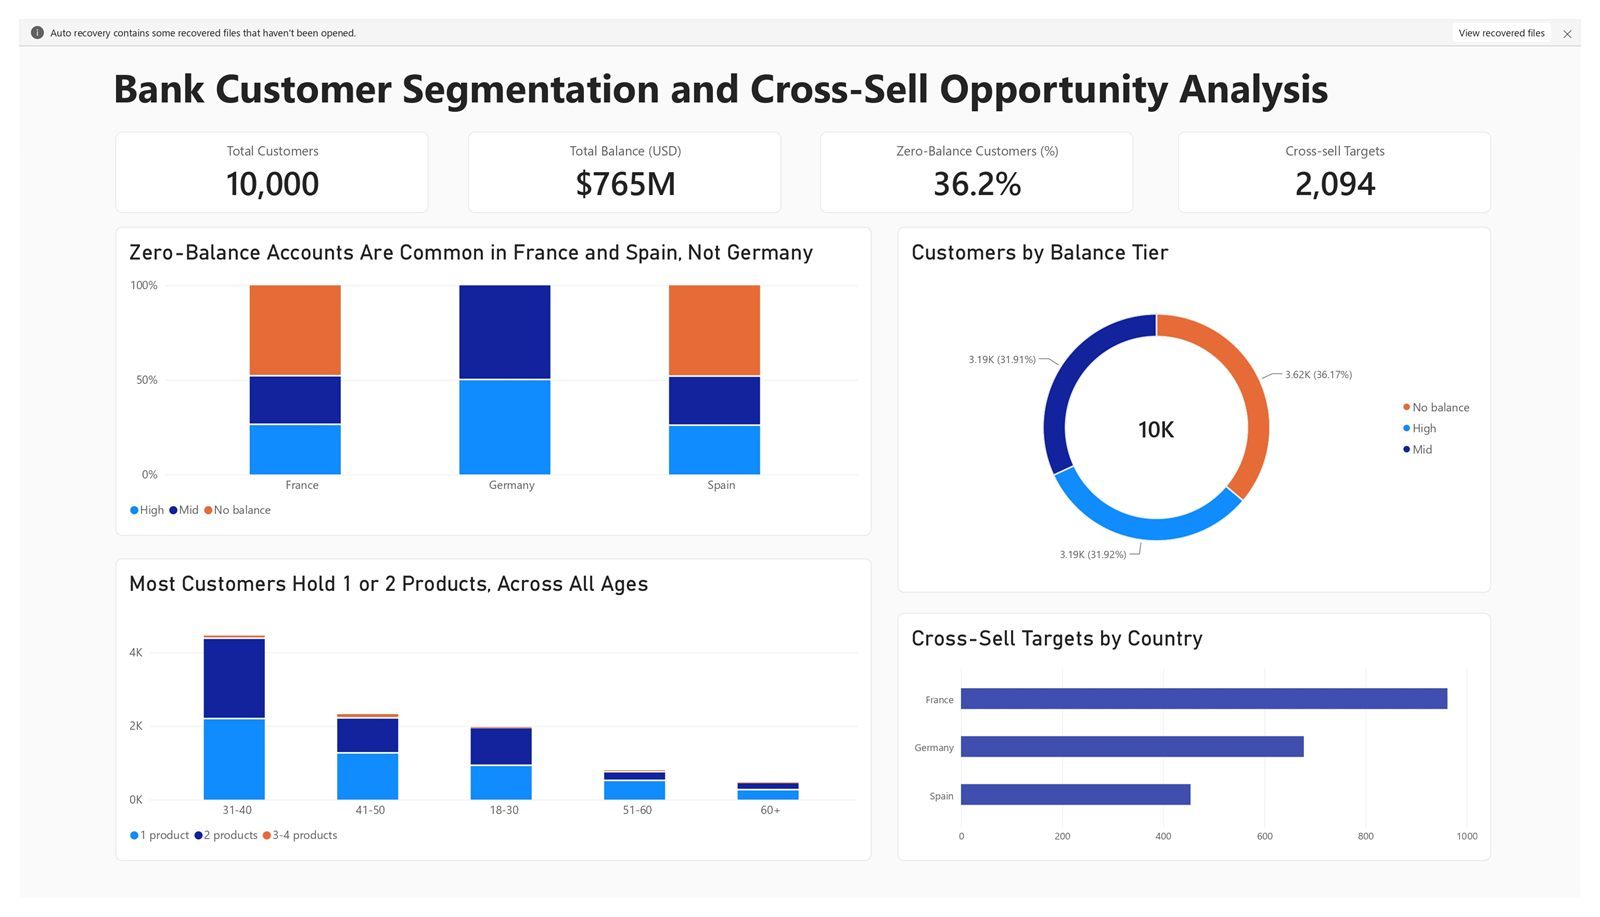 Auto recovery contains some recovered files that haven't been opened.
View recovered files
Bank Customer Segmentation and Cross-Sell Opportunity Analysis
Total Customers
10,000
Total Balance (USD)
$765M
Zero-Balance Customers (%)
36.2%
Cross-sell Targets
2,094
Zero-Balance Accounts Are Common in France and Spain, Not Germany
100%
50%
0%
France
Germany
Spain
High
Mid
No balance
Customers by Balance Tier
3.19K (31.91%)
3.62K (36.17%)
10K
3.19K (31.92%)
No balance
High
Mid
Most Customers Hold 1 or 2 Products, Across All Ages
4K
2K
0K
31-40
41-50
18-30
51-60
60+
1 product
2 products
3-4 products
Cross-Sell Targets by Country
France
Germany
Spain
0
200
400
600
800
1000